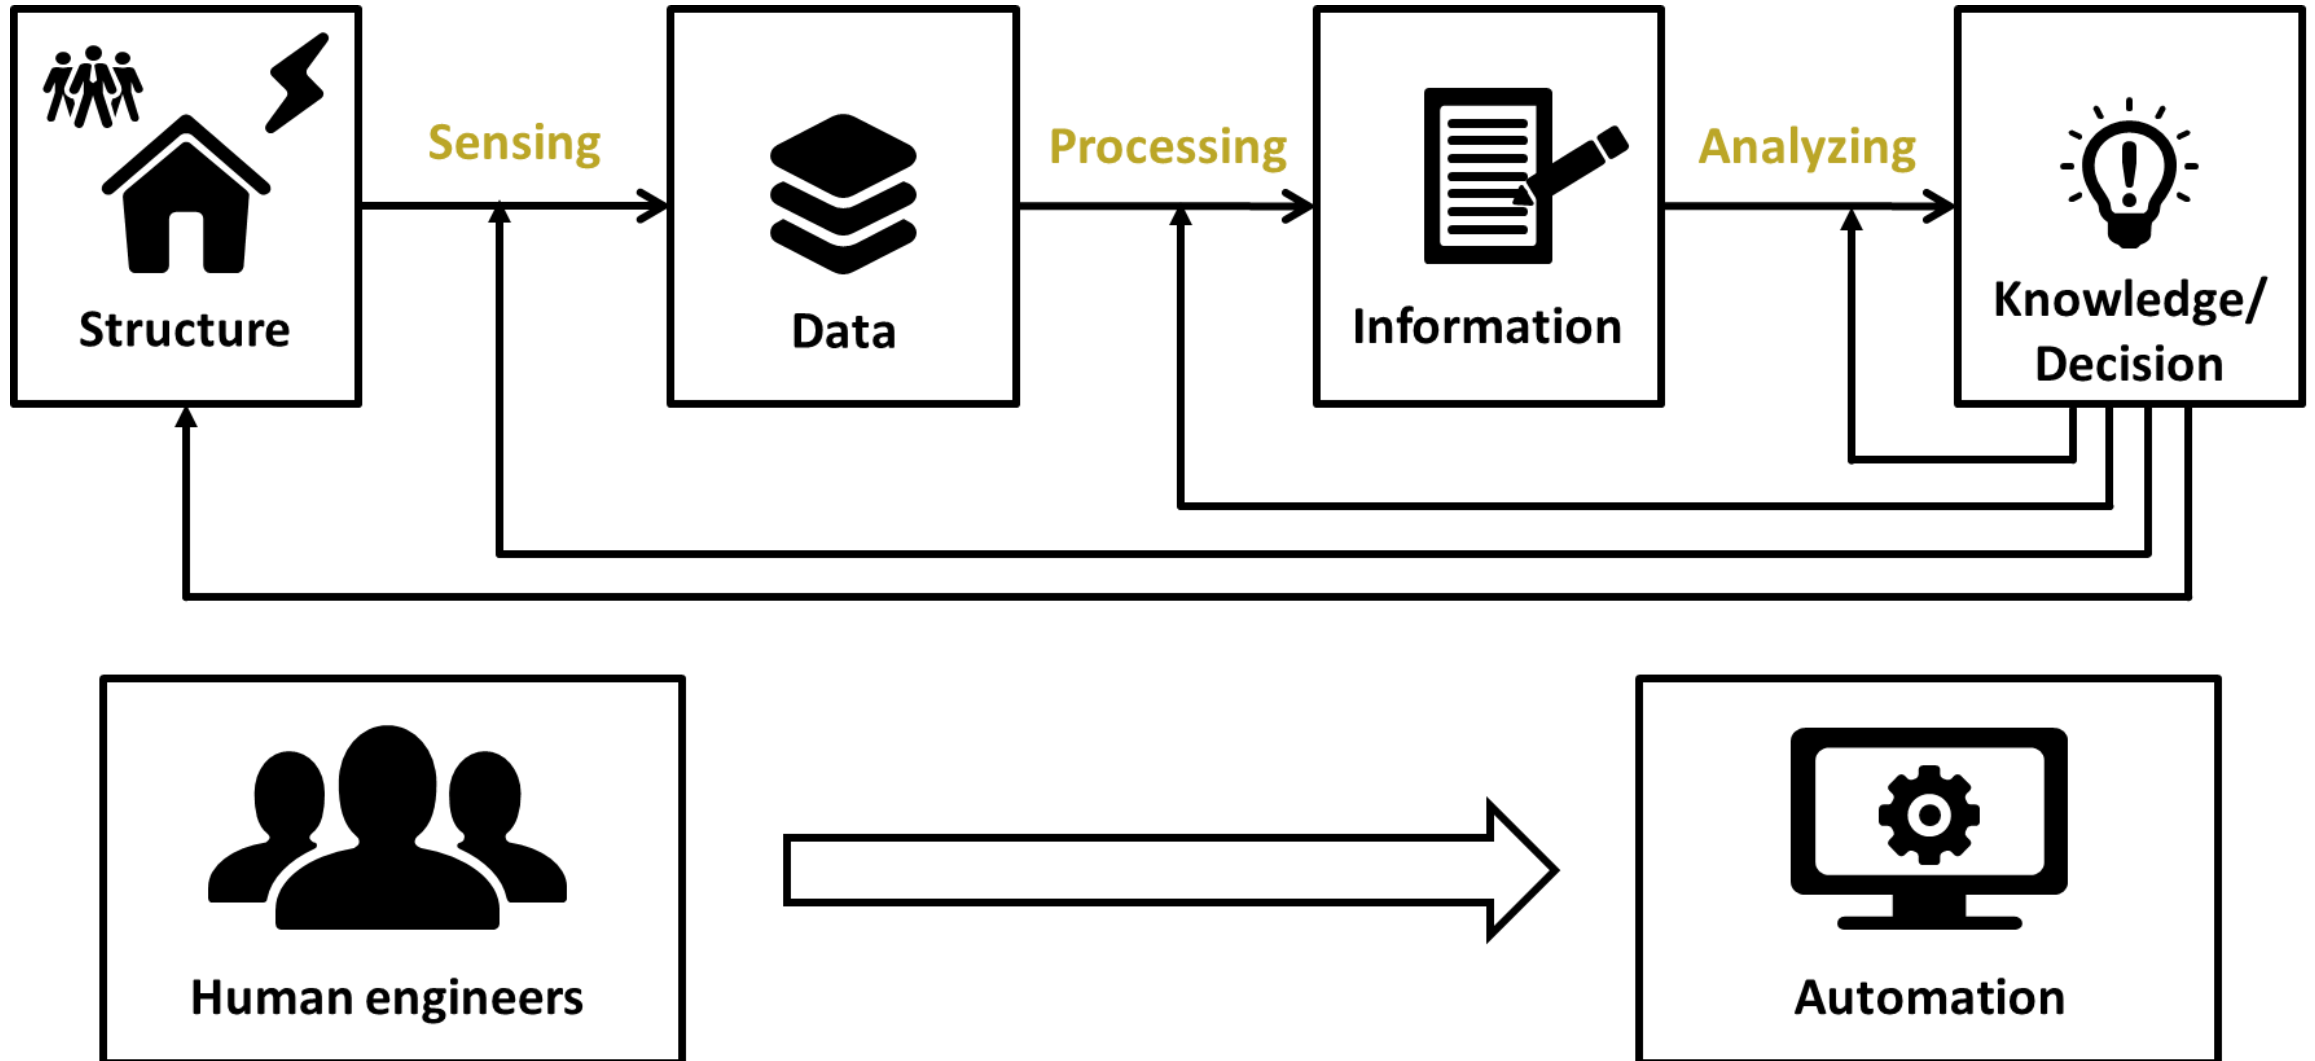 Sensing
Processing
Analyzing
Structure
Data
Information
Knowledge/
Decision
Human engineers
Automation